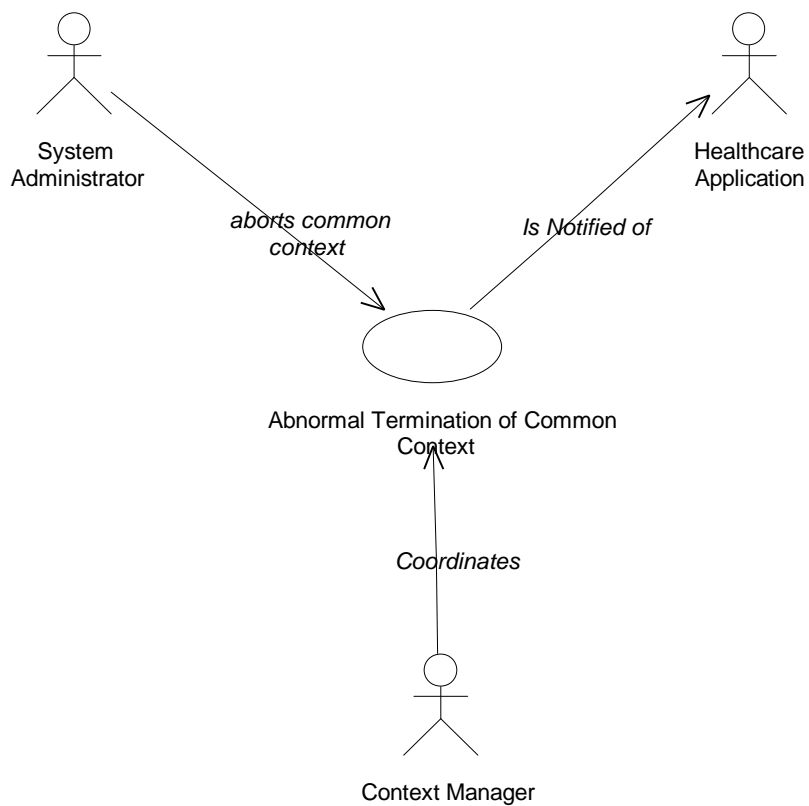 System
Administrator
Healthcare
Application
aborts common
context
Is Notified of
Abnormal Termination of Common
Context
Coordinates
Context Manager